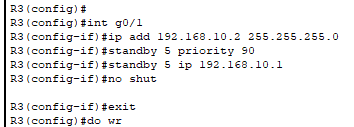 R3(config)#
R3(config)#int g0/1
R3(config-if)#ip add 192.168.10.2 255.255.255.0
R3(config-if)#standby 5 priority 90
R3(config-if)#standby 5 ip 192.168.10.1
R3(config-if)#no shut
R3(config-if)#exit
R3(config)#do wr